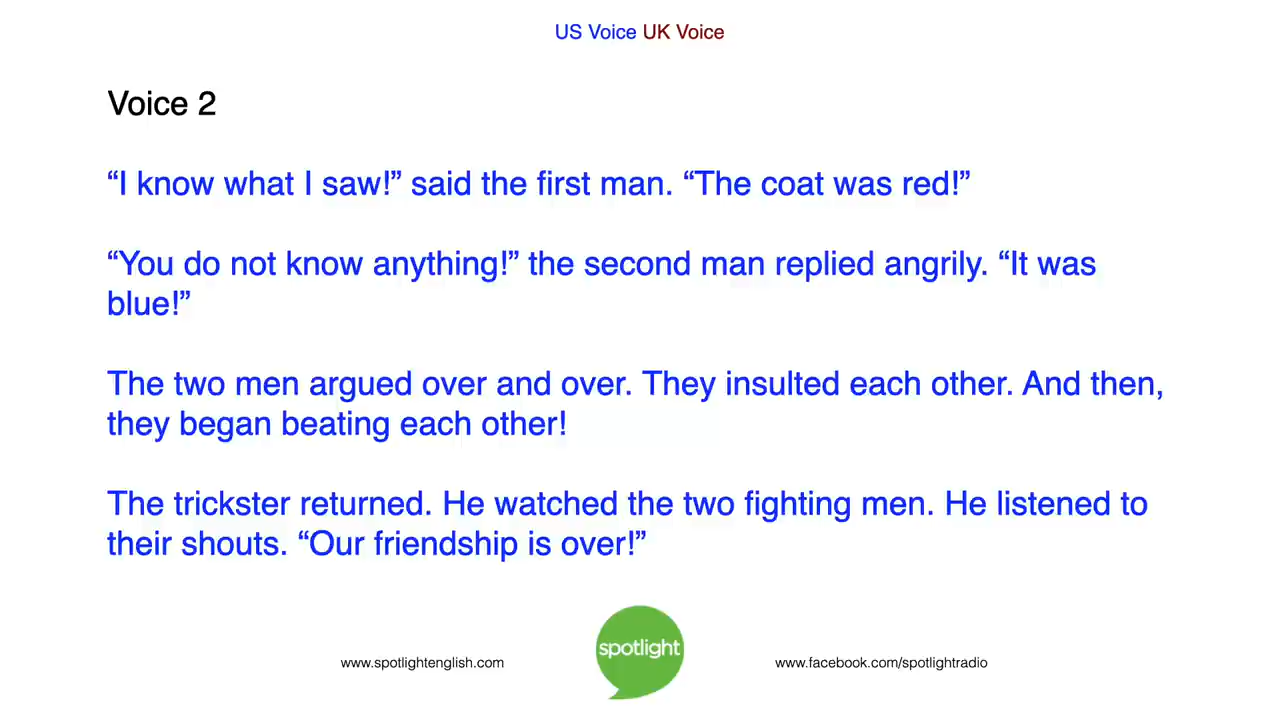 US Voice UK Voice
Voice 2
“I know what I saw!” said the first man. “The coat was red!”
“You do not know anything!” the second man replied angrily. “It was
blue!”
The two men argued over and over. They insulted each other. And then,
they began beating each other!
The trickster returned. He watched the two fighting men. He listened to
their shouts. “Our friendship is over!”
spotlight
www.spotlightenglish.com
www.facebook.com/spotlightradio